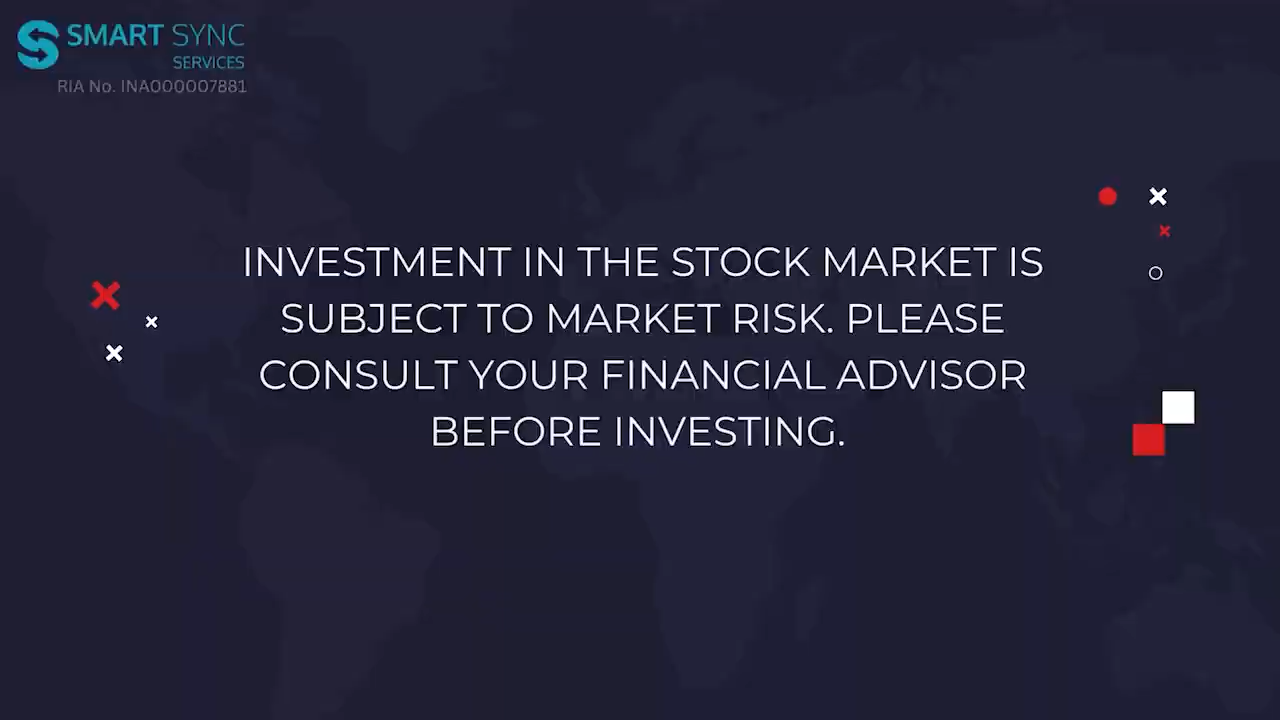 SMART SYNC
SERVICES
RIA No. INA000007881
INVESTMENT IN THE STOCK MARKET IS
SUBJECT TO MARKET RISK. PLEASE
CONSULT YOUR FINANCIAL ADVISOR
BEFORE INVESTING.